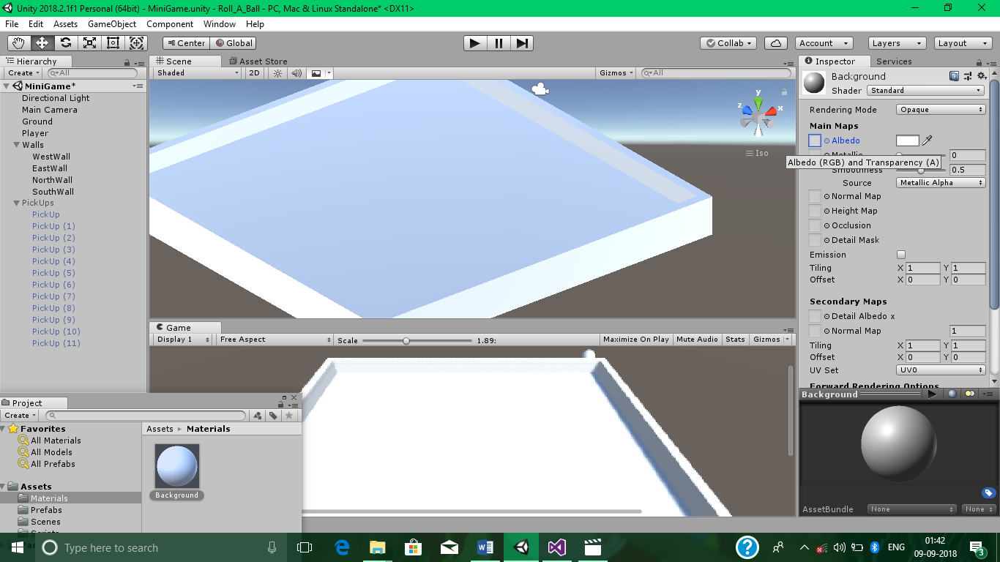 Unity 2018.2.1f1 Personal (64bit) - MiniGame.unity - Roll_A_Ball - PC, Mac & Linux Standalone* <DX11>
File Edit Assets GameObject Component Window Help
Center Global Collab Account Layers Layout
Hierarchy
Create All
MiniGame*
Directional Light
Main Camera
Ground
Player
Walls
WestWall
EastWall
NorthWall
SouthWall
PickUps
PickUp
PickUp (1)
PickUp (2)
PickUp (3)
PickUp (4)
PickUp (5)
PickUp (6)
PickUp (7)
PickUp (8)
PickUp (9)
PickUp (10)
PickUp (11)
Scene Asset Store
Shaded 2D Gizmos All
y
z x
Iso
Game
Display 1 Free Aspect Scale 1.89: Maximize On Play Mute Audio Stats Gizmos
Project
Create
Favorites
All Materials
All Models
All Prefabs
Assets
Materials
Prefabs
Scenes
Scripts
Assets Materials
Background
Inspector Services
Background
Shader Standard
Rendering Mode Opaque
Main Maps
Albedo
Metallic 0
Albedo (RGB) and Transparency (A)
Smoothness 0.5
Source Metallic Alpha
Normal Map
Height Map
Occlusion
Detail Mask
Emission
Tiling X 1 Y 1
Offset X 0 Y 0
Secondary Maps
Detail Albedo x
Normal Map 1
Tiling X 1 Y 1
Offset X 0 Y 0
UV Set UV0
Forward Rendering Options
Background
AssetBundle None None
Type here to search
ENG
01:42
09-09-2018
3